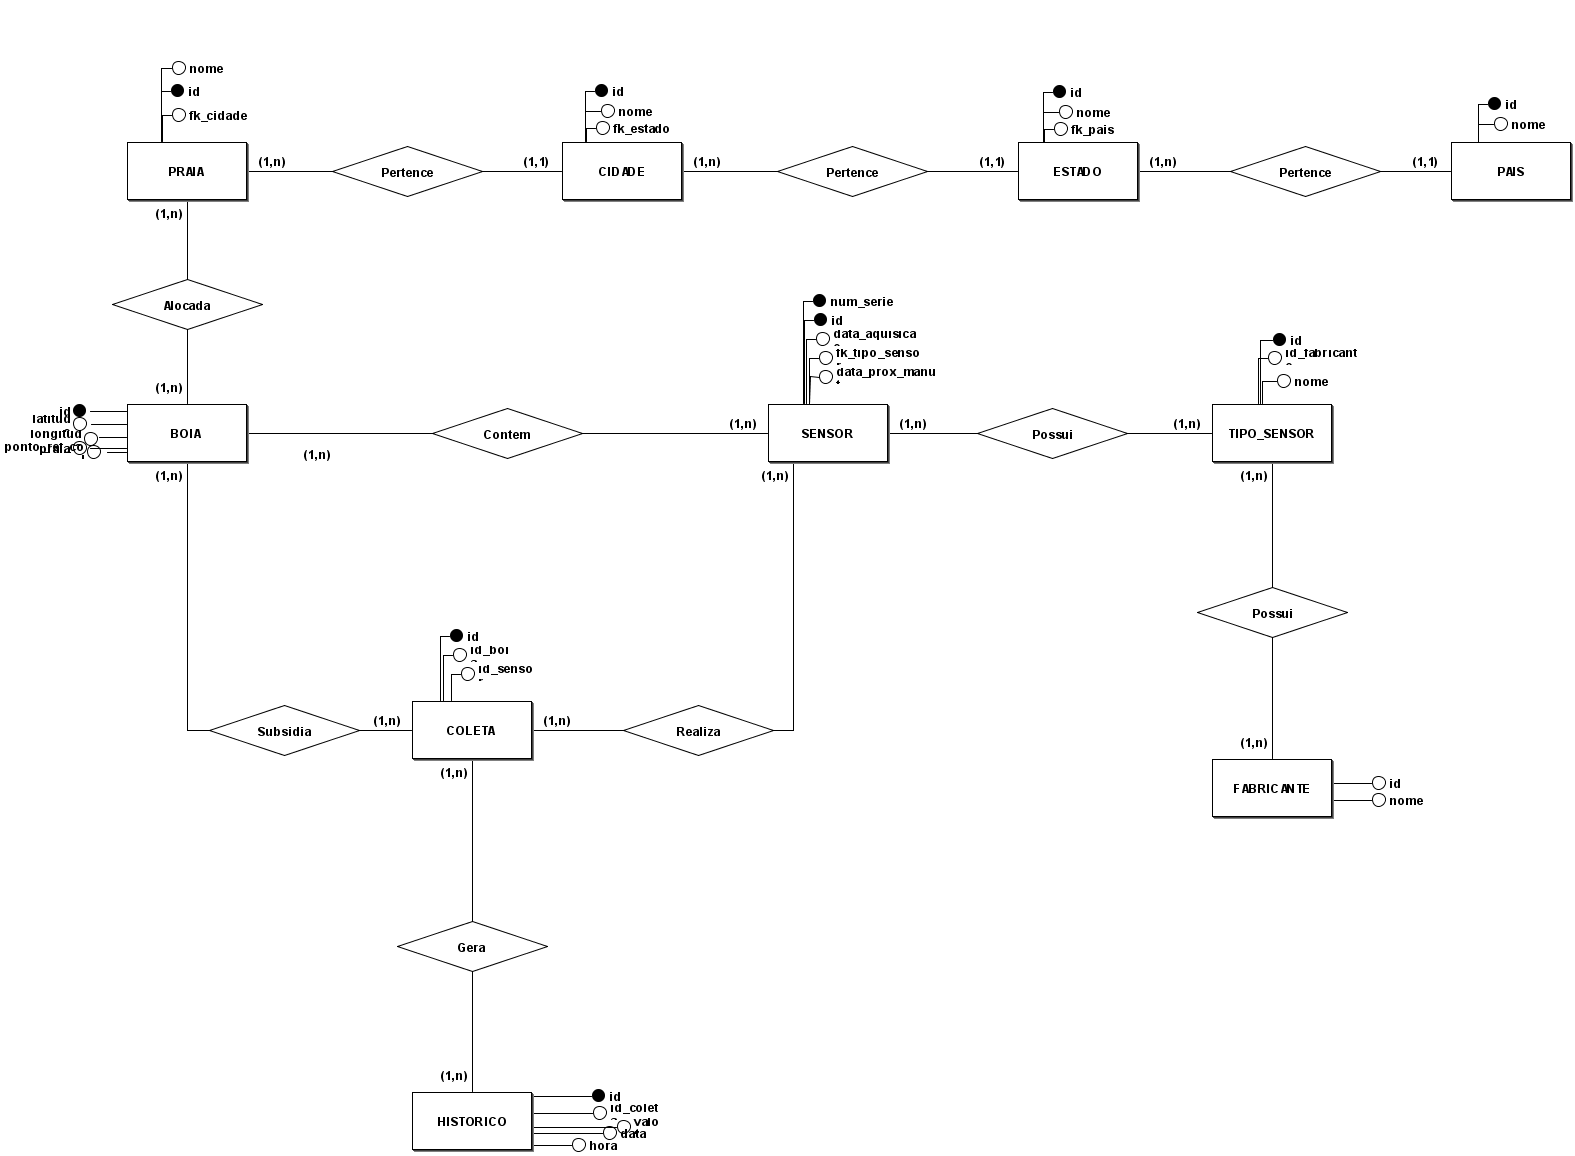 nome
id
fk_cidade
id
nome
fk_estado
id
nome
fk_pais
id
nome
PRAIA
(1,n)
Pertence
(1,1)
CIDADE
(1,n)
Pertence
(1,1)
ESTADO
(1,n)
Pertence
(1,1)
PAIS
(1,n)
Alocada
(1,n)
num_serie
id
data_aquisica
fk_tipo_senso
data_prox_manu
id
id_fabricant
nome
id
latitud
longitud
praia
BOIA
(1,n)
Contem
(1,n)
SENSOR
(1,n)
Possui
(1,n)
TIPO_SENSOR
(1,n)
(1,n)
(1,n)
Possui
(1,n)
FABRICANTE
id
nome
id
id_boi
id_senso
Subsidia
(1,n)
COLETA
(1,n)
Realiza
(1,n)
Gera
(1,n)
HISTORICO
id
id_colet
valo
data
hora